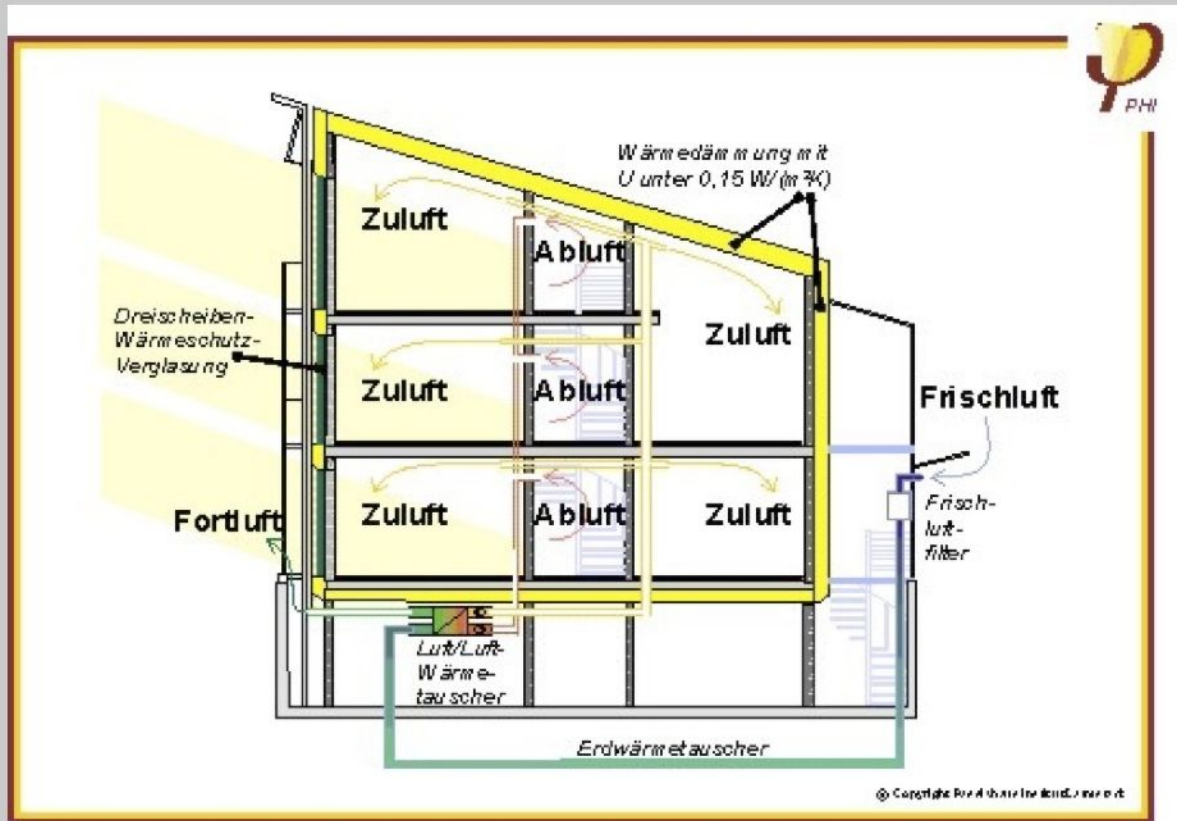 PHI
Wärmedämmung mit
U unter 0,15 W/(m²K)
Zuluft
Abluft
Dreischeiben-
Wärmeschutz-
Verglasung
Zuluft
Zuluft
Abluft
Frischluft
Fortluft
Zuluft
Abluft
Zuluft
Frisch-
luft-
filter
Luft/Luft-
Wärme-
tauscher
Erdwärmetauscher
© Copyright